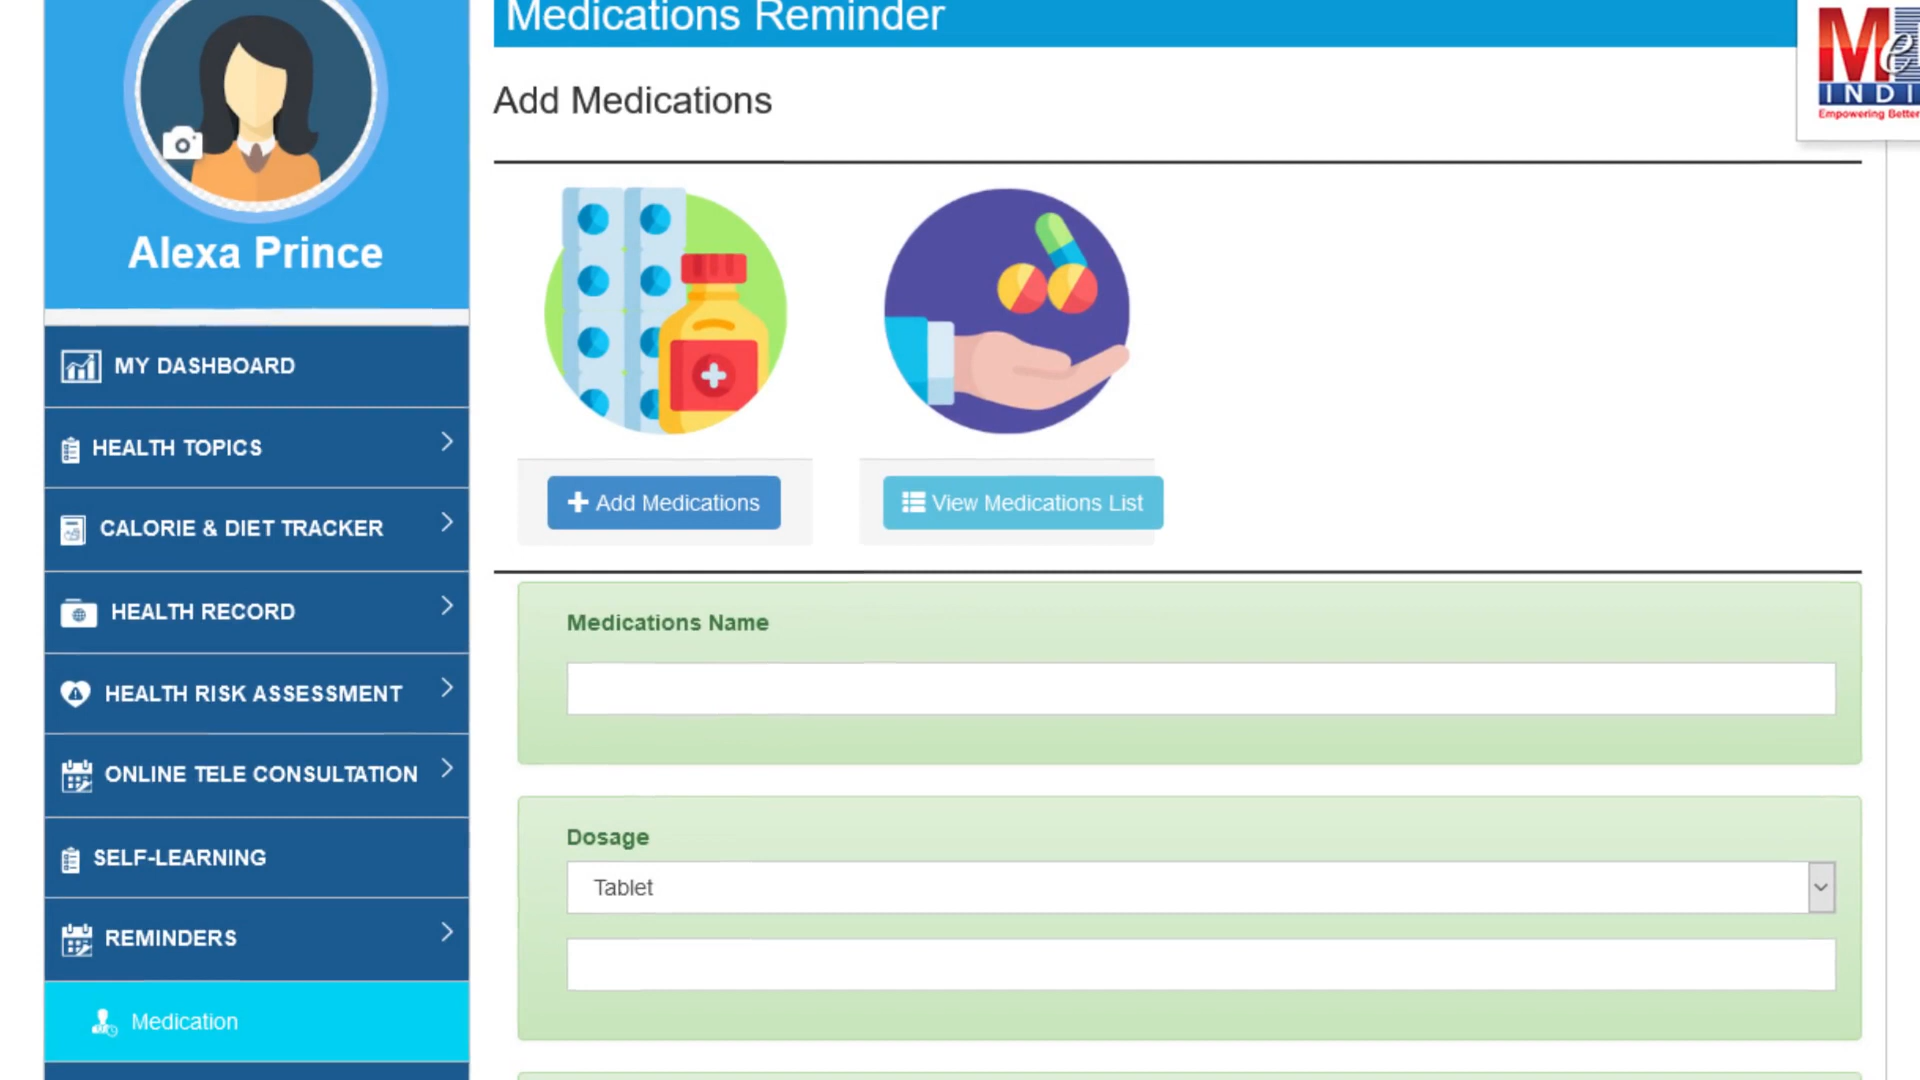 Medications Reminder
INDI
Empowering Better
Add Medications
Alexa Prince
MY DASHBOARD
HEALTH TOPICS
CALORIE & DIET TRACKER
HEALTH RECORD
HEALTH RISK ASSESSMENT
ONLINE TELE CONSULTATION
SELF-LEARNING
REMINDERS
Medication
Add Medications
View Medications List
Medications Name
Dosage
Tablet